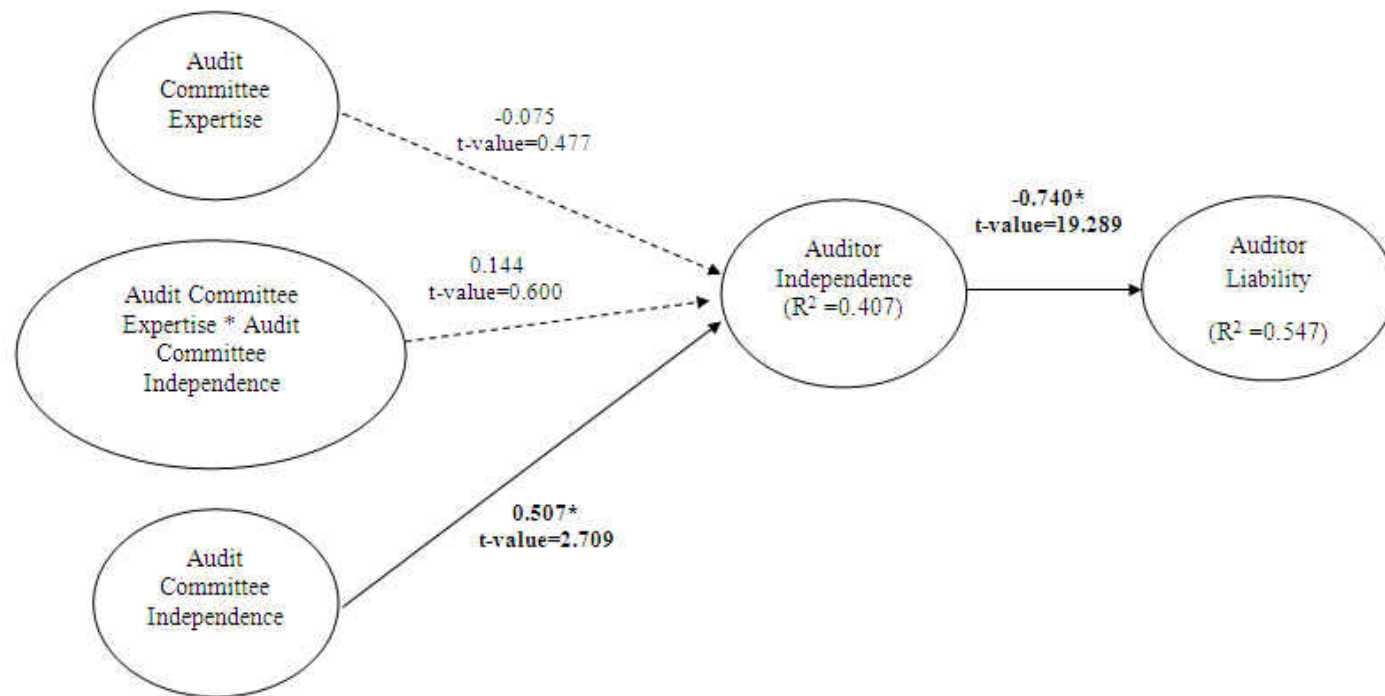 Audit
Committee
Expertise
-0.075
t-value=0.477
Audit Committee
Expertise * Audit
Committee
Independence
0.144
t-value=0.600
Audit
Committee
Independence
0.507*
t-value=2.709
Auditor
Independence
(R² =0.407)
-0.740*
t-value=19.289
Auditor
Liability
(R² =0.547)